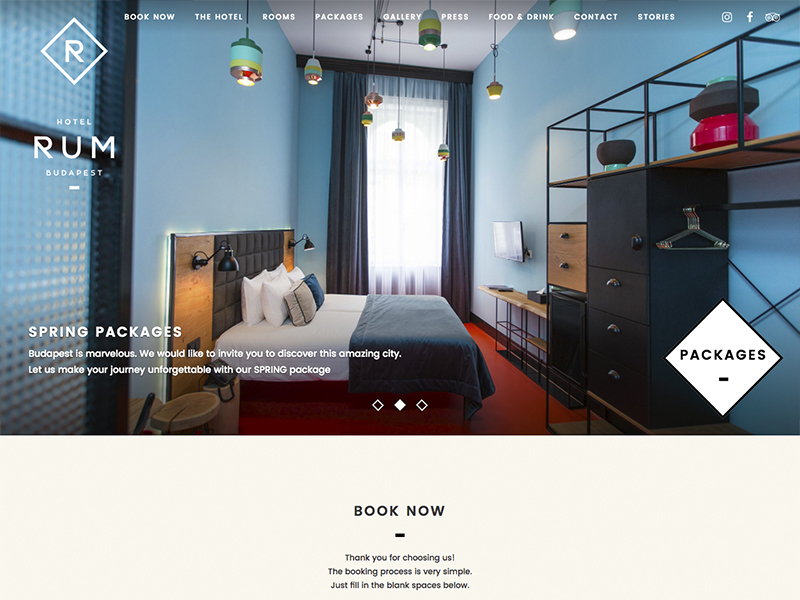 BOOK NOW THE HOTEL ROOMS PACKAGES GALLERY PRESS FOOD & DRINK CONTACT STORIES
R
HOTEL
RUM
BUDAPEST
SPRING PACKAGES
Budapest is marvelous. We would like to invite you to discover this amazing city.
Let us make your journey unforgettable with our SPRING package
PACKAGES
BOOK NOW
Thank you for choosing us!
The booking process is very simple.
Just fill in the blank spaces below.